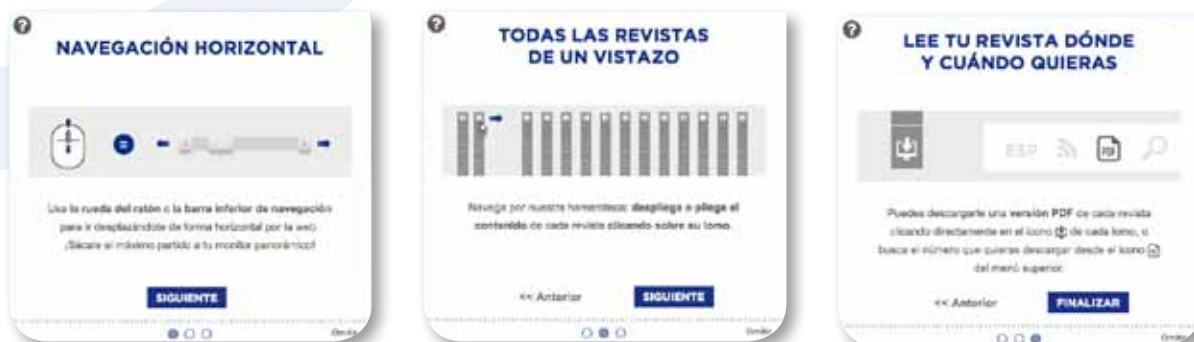 ?
NAVEGACIÓN HORIZONTAL
Usa la rueda del ratón o la barra inferior de navegación
para ir desplazándote de forma horizontal por la web.
¡Sácale el máximo partido a tu monitor panorámico!
SIGUIENTE
Omitir
?
TODAS LAS REVISTAS
DE UN VISTAZO
Navega por nuestra hemeroteca: despliega o pliega el
contenido de cada revista clicando sobre su lomo.
<< Anterior
SIGUIENTE
Omitir
?
LEE TU REVISTA DÓNDE
Y CUÁNDO QUIERAS
ESP
PDF
Puedes descargarte una versión PDF de cada revista
clicando directamente en el icono de cada lomo, o
busca el número que quieras descargar desde el icono
del menú superior.
<< Anterior
FINALIZAR
Omitir